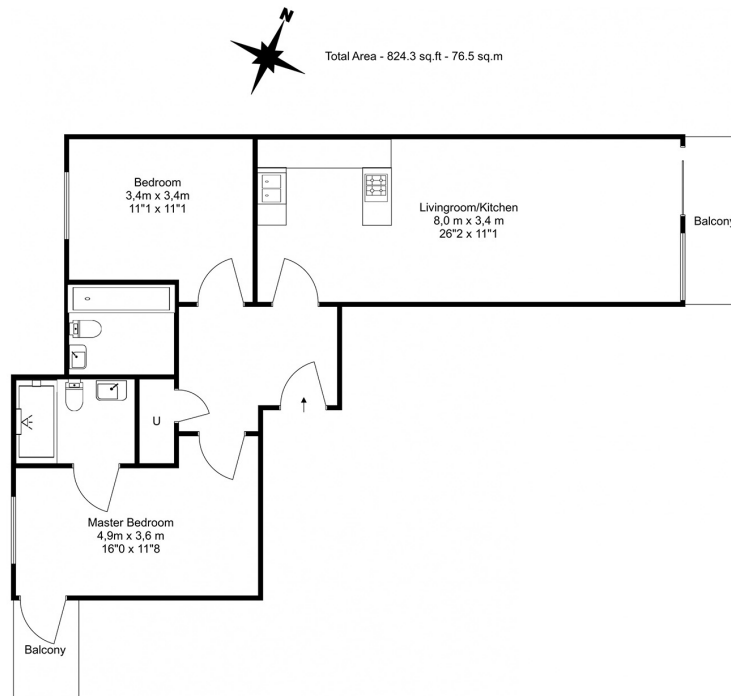 N
Total Area - 824.3 sq.ft - 76.5 sq.m
Bedroom
3,4m x 3,4m
11"1 x 11"1
Livingroom/Kitchen
8,0 m x 3,4 m
26"2 x 11"1
Balcony
U
Master Bedroom
4,9m x 3,6 m
16"0 x 11"8
Balcony